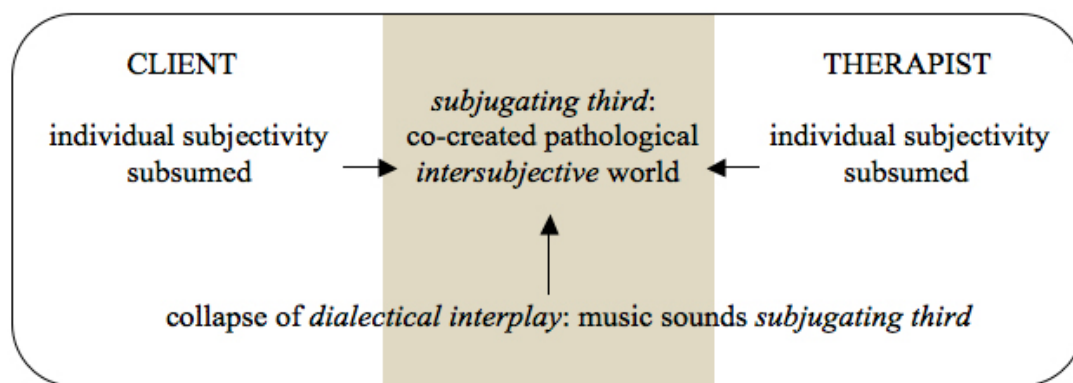 CLIENT
individual subjectivity
subsumed
subjugating third:
co-created pathological
intersubjective world
THERAPIST
individual subjectivity
subsumed
collapse of dialectical interplay: music sounds subjugating third